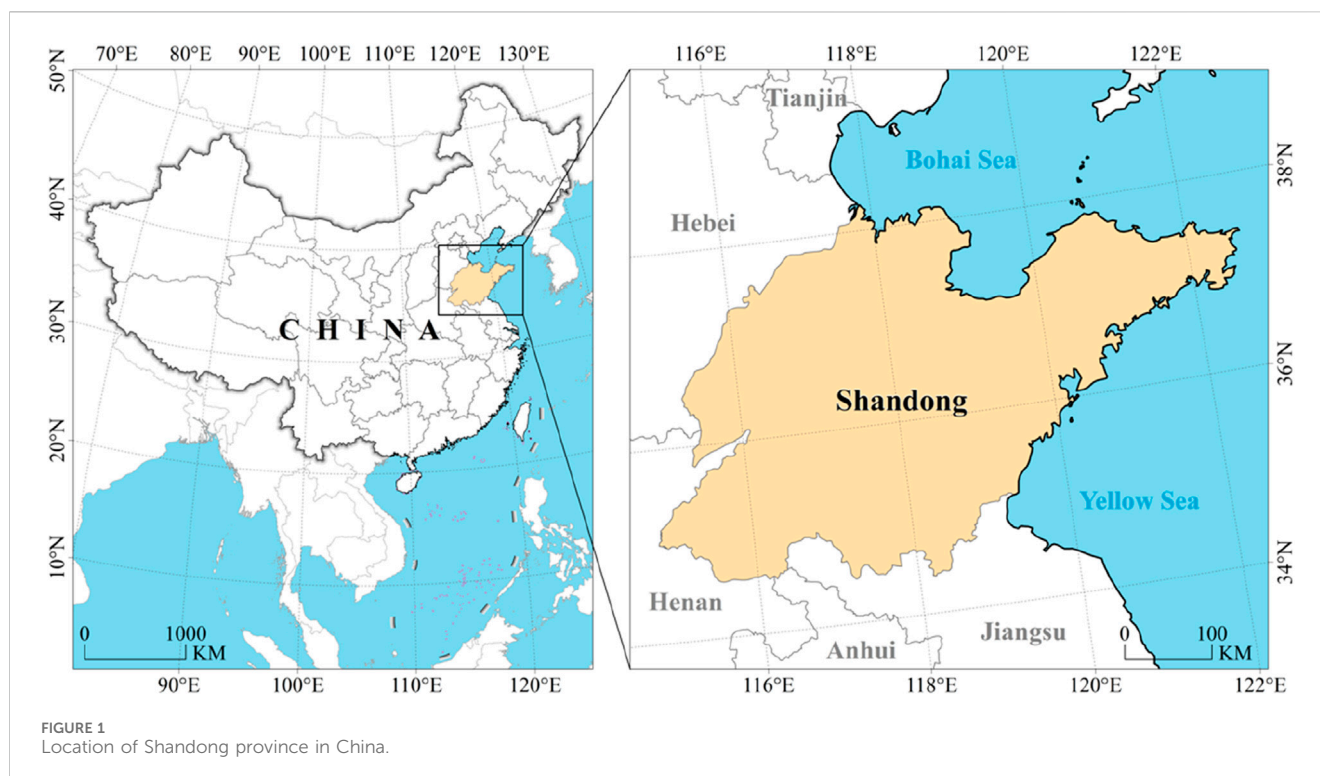 70°E 80°E 90°E 100°E 110°E 120°E 130°E
116°E 118°E 120°E 122°E
50°N
40°N
30°N
20°N
10°N
CHINA
0 1000
KM
90°E 100°E 110°E 120°E
Tianjin
Bohai Sea
Hebei
Shandong
Yellow Sea
Henan
Anhui
Jiangsu
0 100
KM
38°N
36°N
34°N
116°E 118°E 120°E 122°E
FIGURE 1
Location of Shandong province in China.